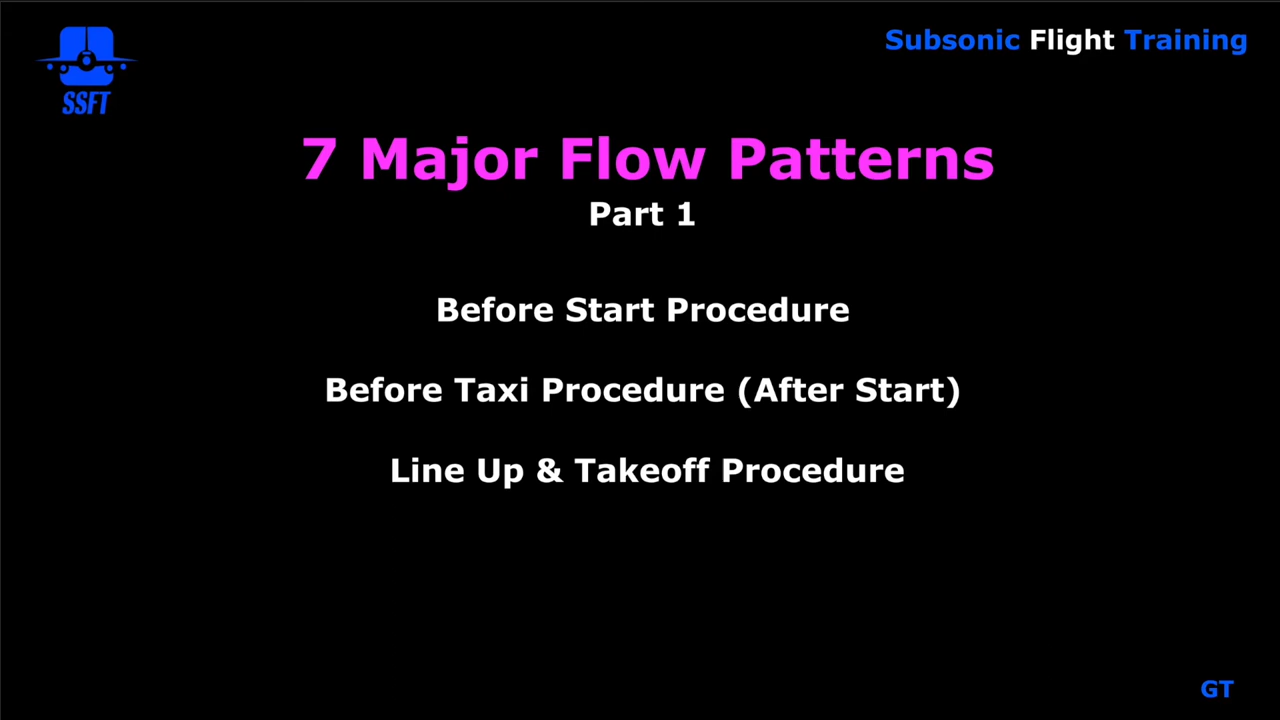 SSFT
Subsonic Flight Training
7 Major Flow Patterns
Part 1
Before Start Procedure
Before Taxi Procedure (After Start)
Line Up & Takeoff Procedure
GT